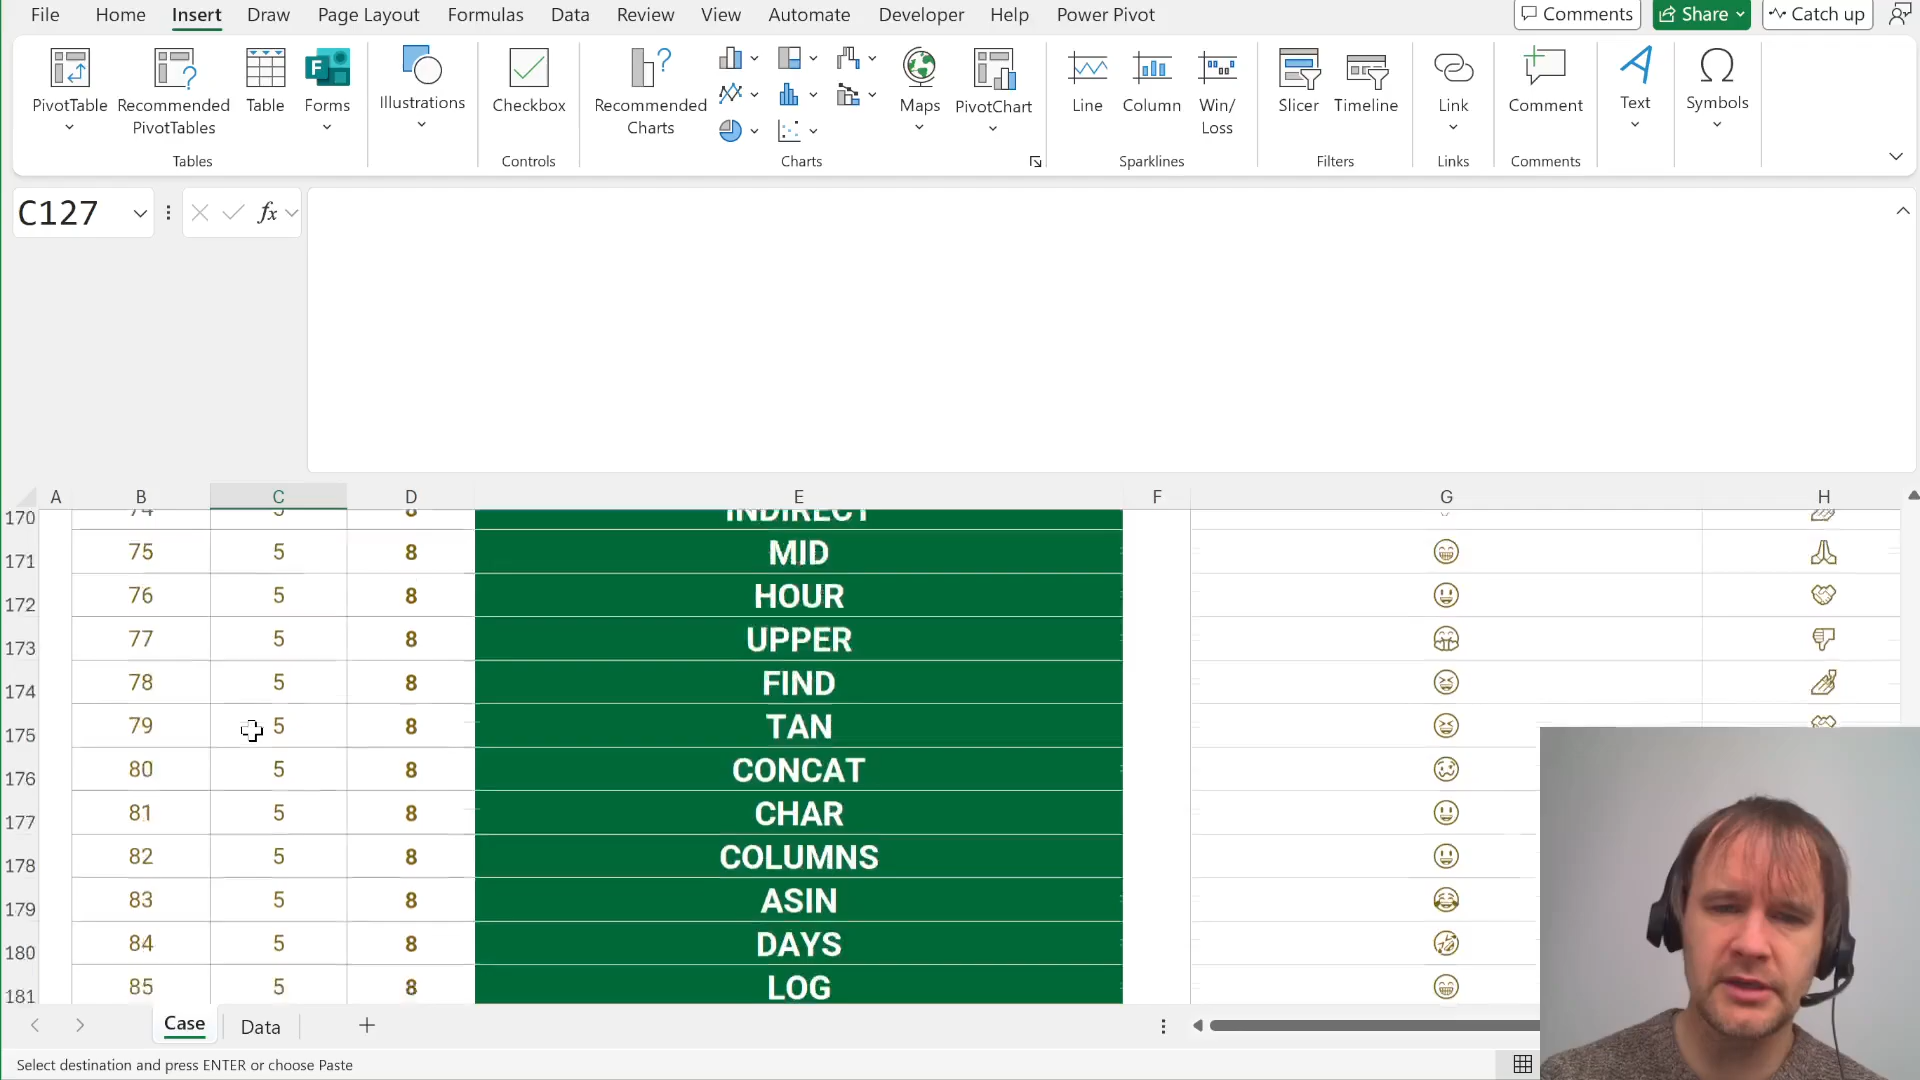 File Home Insert Draw Page Layout Formulas Data Review View Automate Developer Help Power Pivot Comments Share Catch up
PivotTable
Recommended PivotTables
Table
Forms
Tables
Illustrations
Checkbox
Controls
Recommended Charts
Maps
PivotChart
Charts
Line
Column
Win/ Loss
Sparklines
Slicer
Timeline
Filters
Link
Links
Comment
Comments
Text
Symbols
C127 fx
A B C D E F G H
170 74 5 8 INDIRECT
171 75 5 8 MID
172 76 5 8 HOUR
173 77 5 8 UPPER
174 78 5 8 FIND
175 79 5 8 TAN
176 80 5 8 CONCAT
177 81 5 8 CHAR
178 82 5 8 COLUMNS
179 83 5 8 ASIN
180 84 5 8 DAYS
181 85 5 8 LOG
Case Data
Select destination and press ENTER or choose Paste